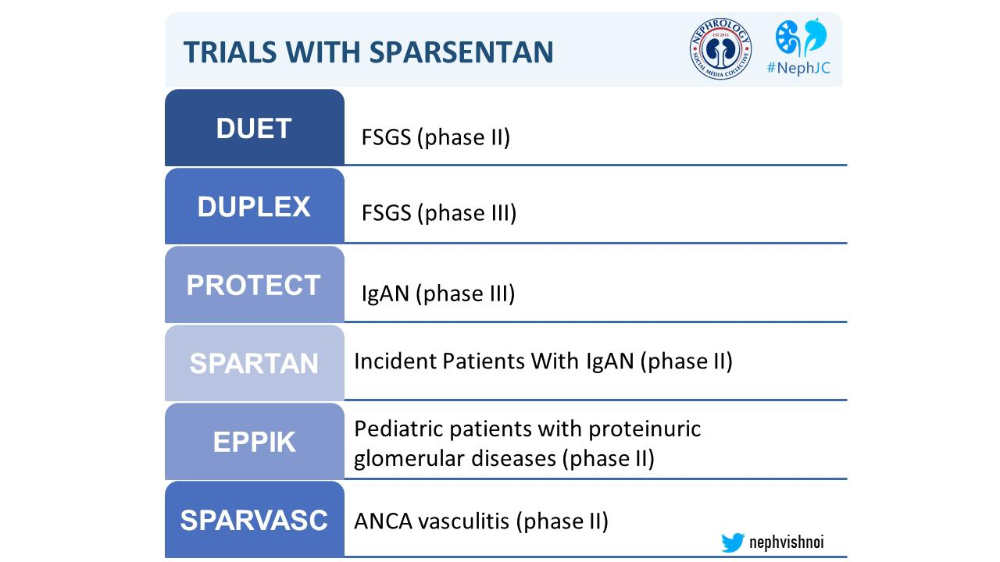 TRIALS WITH SPARSENTAN
NEPHROLOGY
EST 2015
SOCIAL MEDIA COLLECTIVE
#NephJC
DUET
FSGS (phase II)
DUPLEX
FSGS (phase III)
PROTECT
IgAN (phase III)
SPARTAN
Incident Patients With IgAN (phase II)
EPPIK
Pediatric patients with proteinuric
glomerular diseases (phase II)
SPARVASC
ANCA vasculitis (phase II)
nephvishnoi